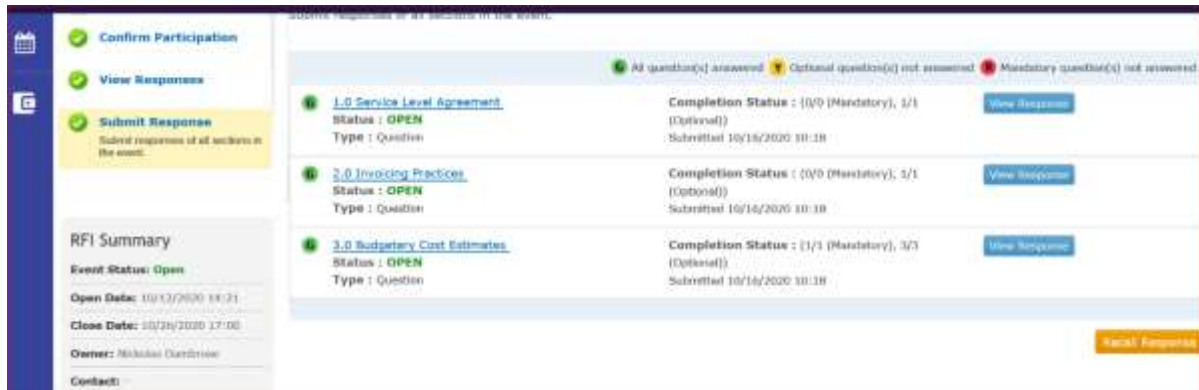 Submit responses of all sections in the event.
Confirm Participation
View Responses
Submit Response
Submit responses of all sections in
the event.
G All question(s) answered Y Optional question(s) not answered R Mandatory question(s) not answered
G 1.0 Service Level Agreement
Status : OPEN
Type : Question
Completion Status : (0/0 (Mandatory), 1/1
(Optional))
Submitted 10/16/2020 10:18
View Response
G 2.0 Invoicing Practices
Status : OPEN
Type : Question
Completion Status : (0/0 (Mandatory), 1/1
(Optional))
Submitted 10/16/2020 10:18
View Response
G 3.0 Budgetary Cost Estimates
Status : OPEN
Type : Question
Completion Status : (1/1 (Mandatory), 3/3
(Optional))
Submitted 10/16/2020 10:18
View Response
RFI Summary
Event Status: Open
Open Date: 10/12/2020 14:21
Close Date: 10/26/2020 17:00
Owner: Nicholas
Contact:
Recall Response